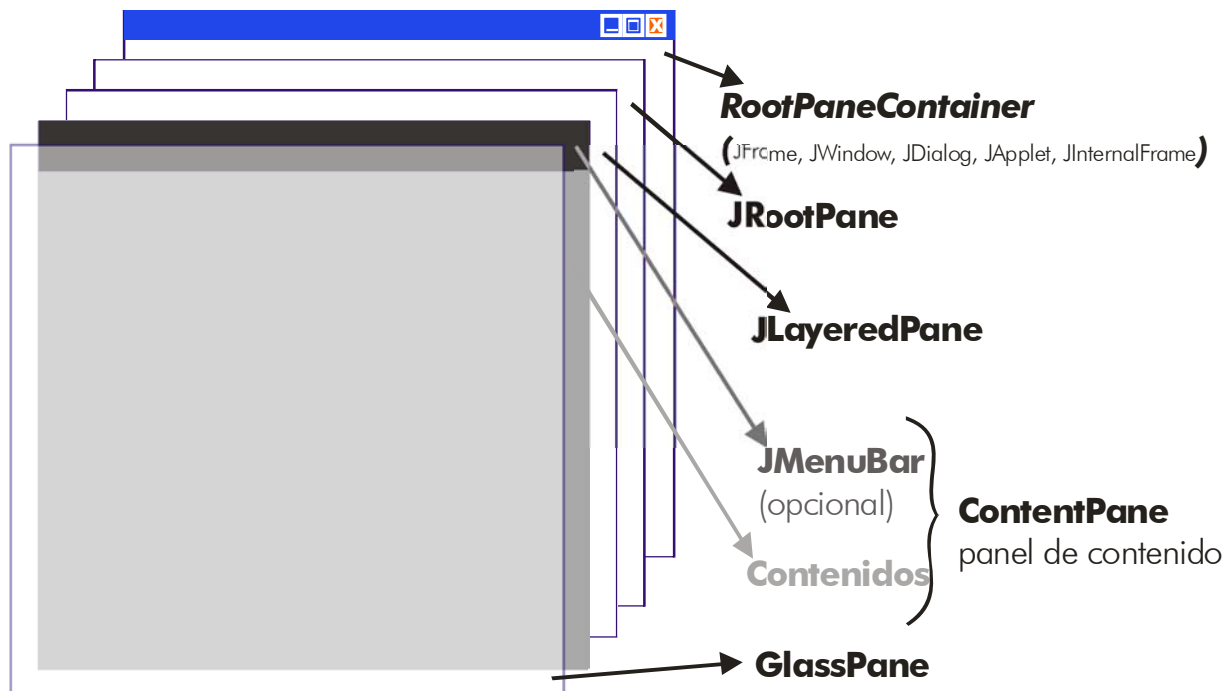 RootPaneContainer
(JFrame, JWindow, JDialog, JApplet, JInternalFrame)
JRootPane
JLayeredPane
JMenuBar
(opcional)
Contenidos
ContentPane
panel de contenido
GlassPane